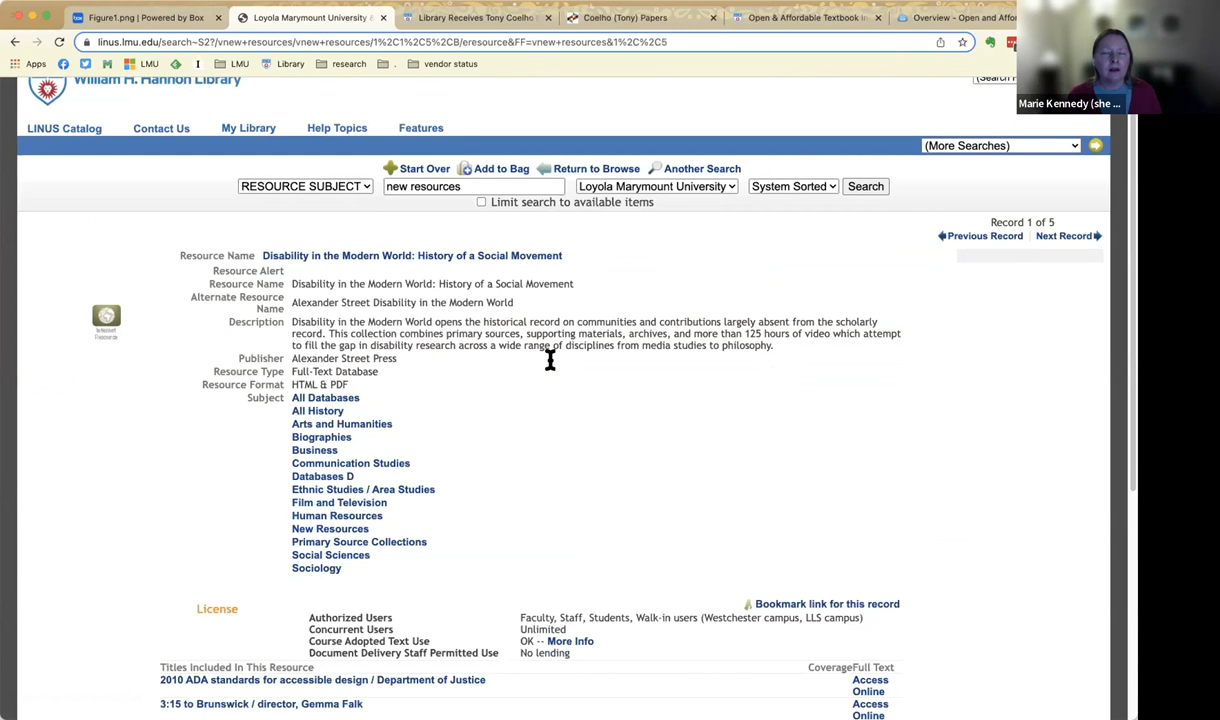 Figure1.png | Powered by Box
Loyola Marymount University &
Library Receives Tony Coelho
Coelho (Tony) Papers
Open & Affordable Textbook In
Overview - Open and Affo
linus.lmu.edu/search~S2?/vnew+resources/vnew+resources/1%2C1%2C5%2CB/eresource&FF=vnew+resources&1%2C%2C5
Apps LMU LMU Library research . vendor status
Marie Kennedy (she ...
William H. Hannon Library
(Search
LINUS Catalog Contact Us My Library Help Topics Features
(More Searches)
Start Over Add to Bag Return to Browse Another Search
RESOURCE SUBJECT new resources Loyola Marymount University System Sorted Search
Limit search to available items
Record 1 of 5
Previous Record Next Record
Resource Name Disability in the Modern World: History of a Social Movement
Resource Alert
Resource Name Disability in the Modern World: History of a Social Movement
Alternate Resource Name Alexander Street Disability in the Modern World
Description Disability in the Modern World opens the historical record on communities and contributions largely absent from the scholarly
record. This collection combines primary sources, supporting materials, archives, and more than 125 hours of video which attempt
to fill the gap in disability research across a wide range of disciplines from media studies to philosophy.
Publisher Alexander Street Press
Resource Type Full-Text Database
Resource Format HTML & PDF
Subject All Databases
All History
Arts and Humanities
Biographies
Business
Communication Studies
Databases D
Ethnic Studies / Area Studies
Film and Television
Human Resources
New Resources
Primary Source Collections
Social Sciences
Sociology
Bookmark link for this record
License
Authorized Users Faculty, Staff, Students, Walk-in users (Westchester campus, LLS campus)
Concurrent Users Unlimited
Course Adopted Text Use OK -- More Info
Document Delivery Staff Permitted Use No lending
Titles Included In This Resource Coverage Full Text
2010 ADA standards for accessible design / Department of Justice Access
Online
3:15 to Brunswick / director, Gemma Falk Access
Online